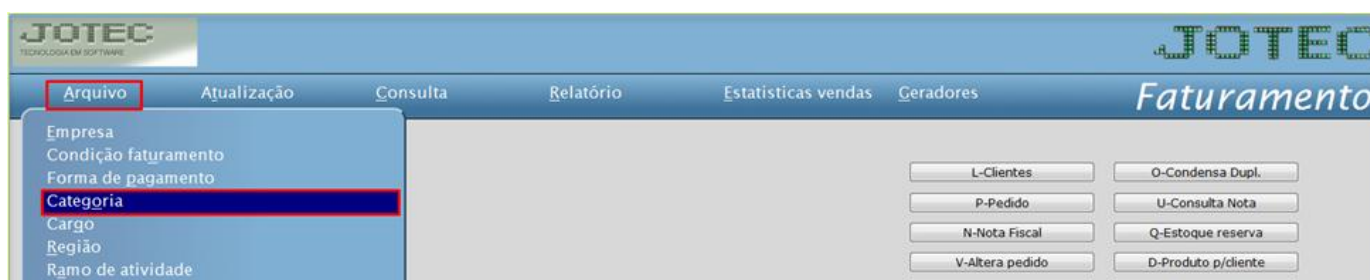 JOTEC
TECNOLOGIA EM SOFTWARE
JOTEC
Arquivo Atualização Consulta Relatório Estatisticas vendas Geradores Faturamento
Empresa
Condição faturamento
Forma de pagamento
Categoria
Cargo
Região
Ramo de atividade
L-Clientes O-Condensa Dupl.
P-Pedido U-Consulta Nota
N-Nota Fiscal Q-Estoque reserva
V-Altera pedido D-Produto p/cliente